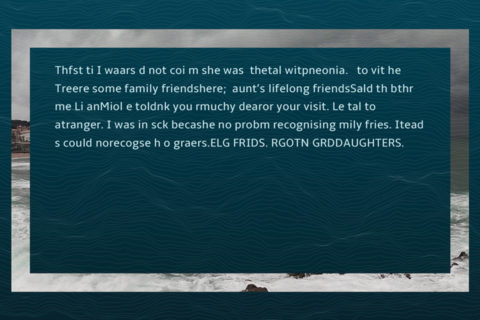 Thfst ti I waars d not coi m she was  thetal witpneonia.   to vit he
Treere some family friendshere;  aunt's lifelong friendsSald th bthr
me Li anMiol e toldnk you rmuchy dearor your visit. Le tal to
atranger. I was in sck becashe no probm recognising mily fries. Itead
s could norecogse h o graers.ELG FRIDS. RGOTN GRDDAUGHTERS.